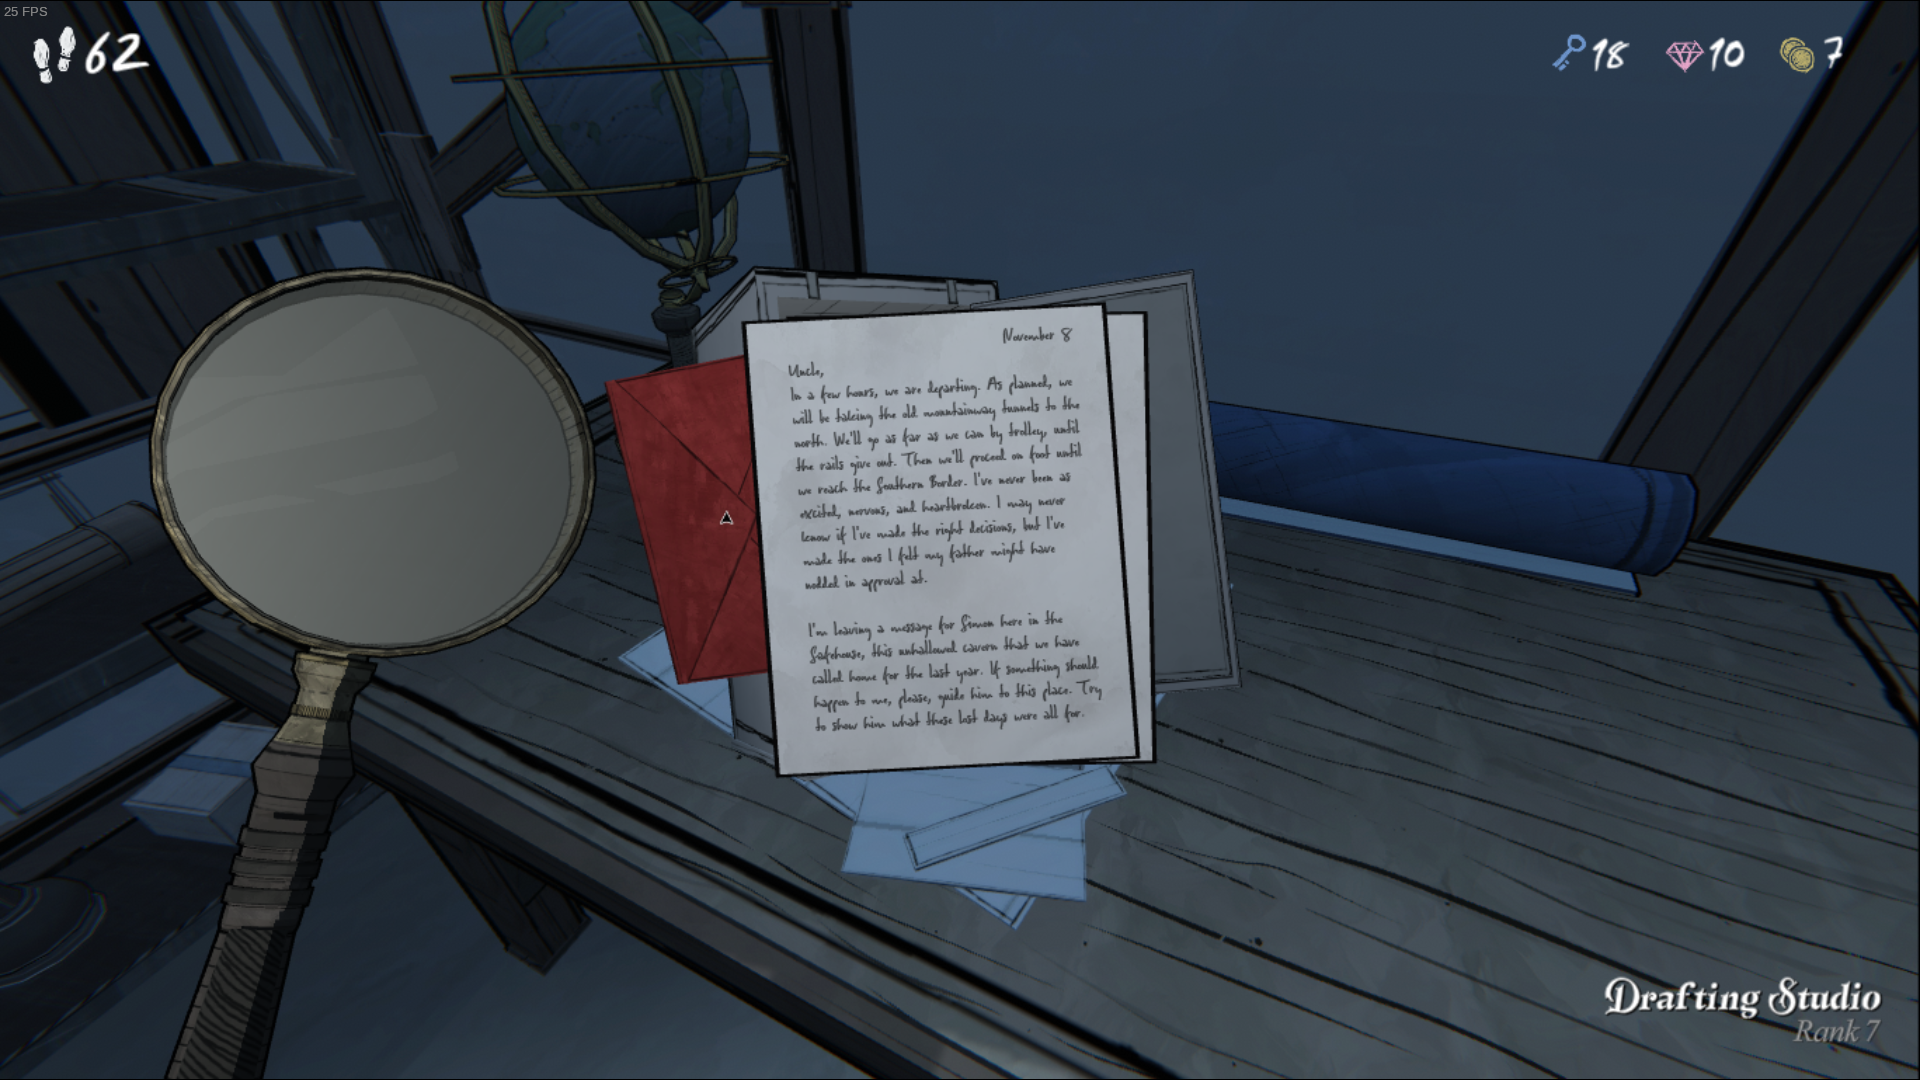 25 FPS
62
18
10
7
November 8
Uncle,
In a few hours, we are departing. As planned, we
will be taking the old mountainway tunnels to the
north. We'll go as far as we can by trolley, until
the rails give out. Then we'll proceed on foot until
we reach the Southern Border. I've never been as
excited, nervous, and heartbroken. I may never
know if I've made the right decisions, but I've
made the ones I felt my father might have
nodded in approval at.
I'm leaving a message for Simon here in the
Safehouse, this unhallowed cavern that we have
called home for the last year. If something should
happen to me, please, guide him to this place. Try
to show him what these last days were all for.
Drafting Studio
Rank 7